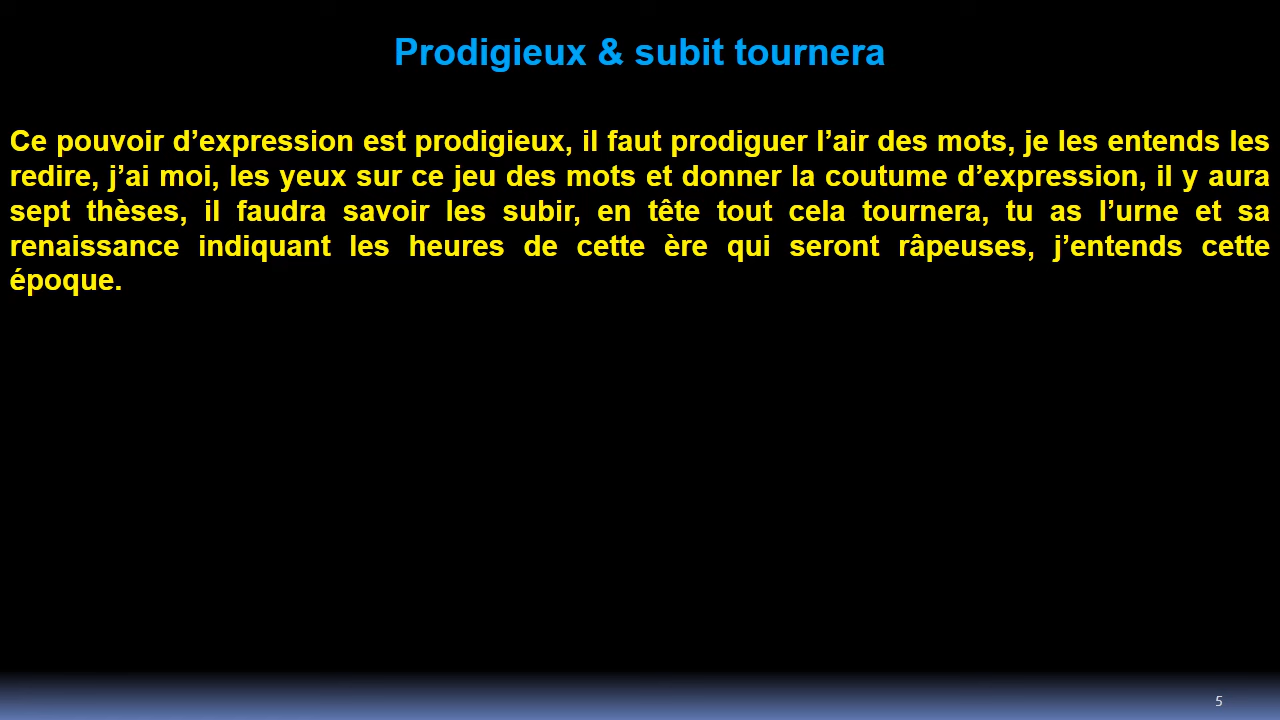 Prodigieux & subit tournera
Ce pouvoir d’expression est prodigieux, il faut prodiguer l’air des mots, je les entends les
redire, j’ai moi, les yeux sur ce jeu des mots et donner la coutume d’expression, il y aura
sept thèses, il faudra savoir les subir, en tête tout cela tournera, tu as l’urne et sa
renaissance indiquant les heures de cette ère qui seront râpeuses, j’entends cette
époque.
5